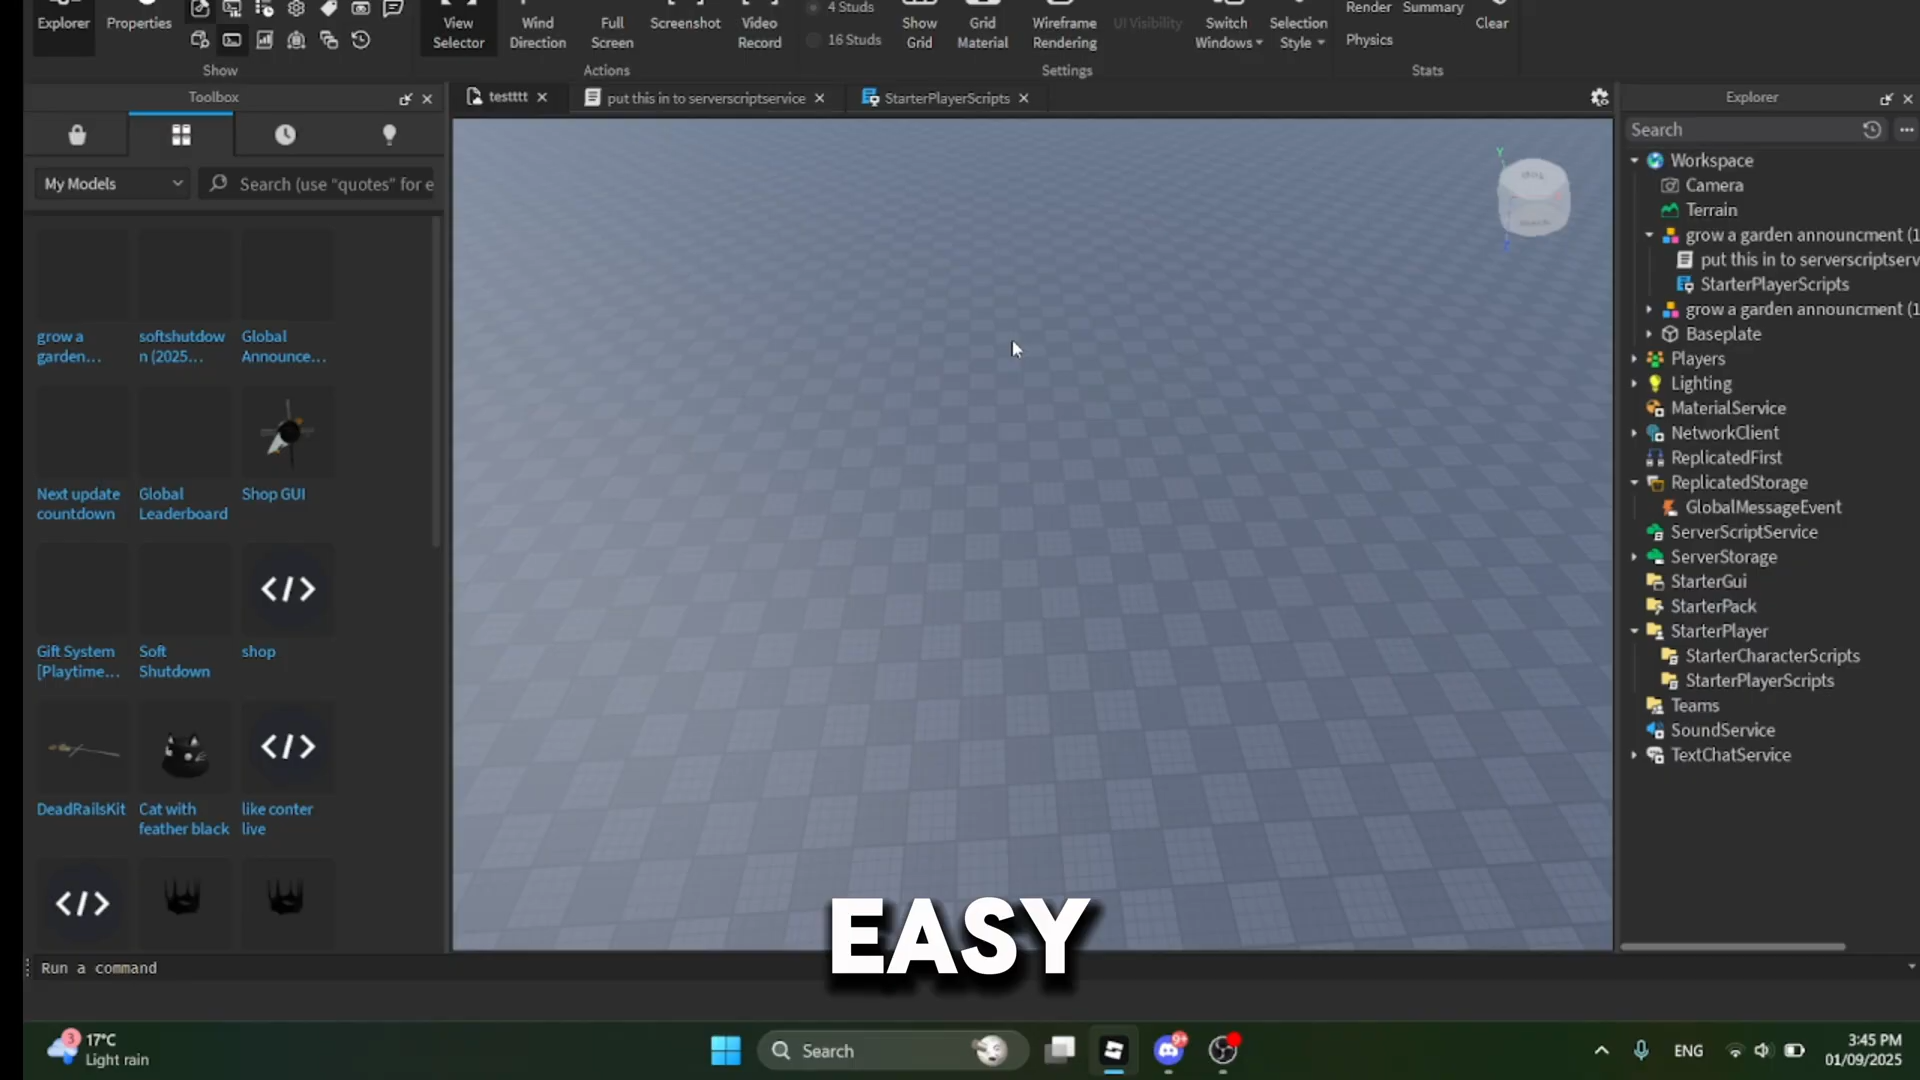 Explorer
Properties
Show
View
Selector
Wind
Direction
Full
Screen
Screenshot
Video
Record
Actions
4 Studs
16 Studs
Show
Grid
Grid
Material
Wireframe
Rendering
UI Visibility
Switch
Windows
Selection
Style
Settings
Render
Summary
Physics
Clear
Stats
Toolbox
testttt
put this in to serverscriptservice
StarterPlayerScripts
Explorer
My Models
Search (use "quotes" for e
grow a
garden...
softshutdow
n (2025...
Global
Announce...
Next update
countdown
Global
Leaderboard
Shop GUI
Gift System
[Playtime...
Soft
Shutdown
shop
DeadRailsKit
Cat with
feather black
like conter
live
Y
Z
Search
Workspace
Camera
Terrain
grow a garden announcment (1
put this in to serverscriptserv
StarterPlayerScripts
grow a garden announcment (1
Baseplate
Players
Lighting
MaterialService
NetworkClient
ReplicatedFirst
ReplicatedStorage
GlobalMessageEvent
ServerScriptService
ServerStorage
StarterGui
StarterPack
StarterPlayer
StarterCharacterScripts
StarterPlayerScripts
Teams
SoundService
TextChatService
EASY
Run a command
3
17°C
Light rain
Search
9+
ENG
3:45 PM
01/09/2025